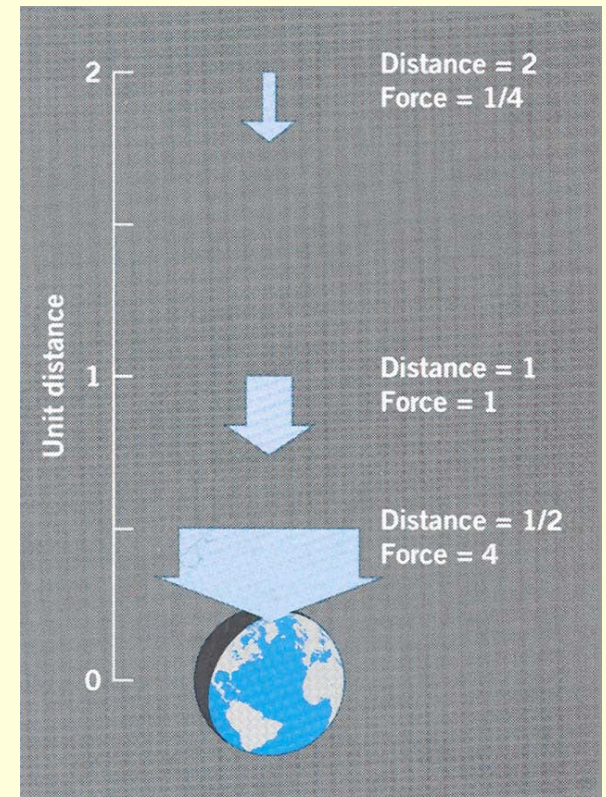 2
Distance = 2
Force = 1/4
Unit distance
1
Distance = 1
Force = 1
Distance = 1/2
Force = 4
0